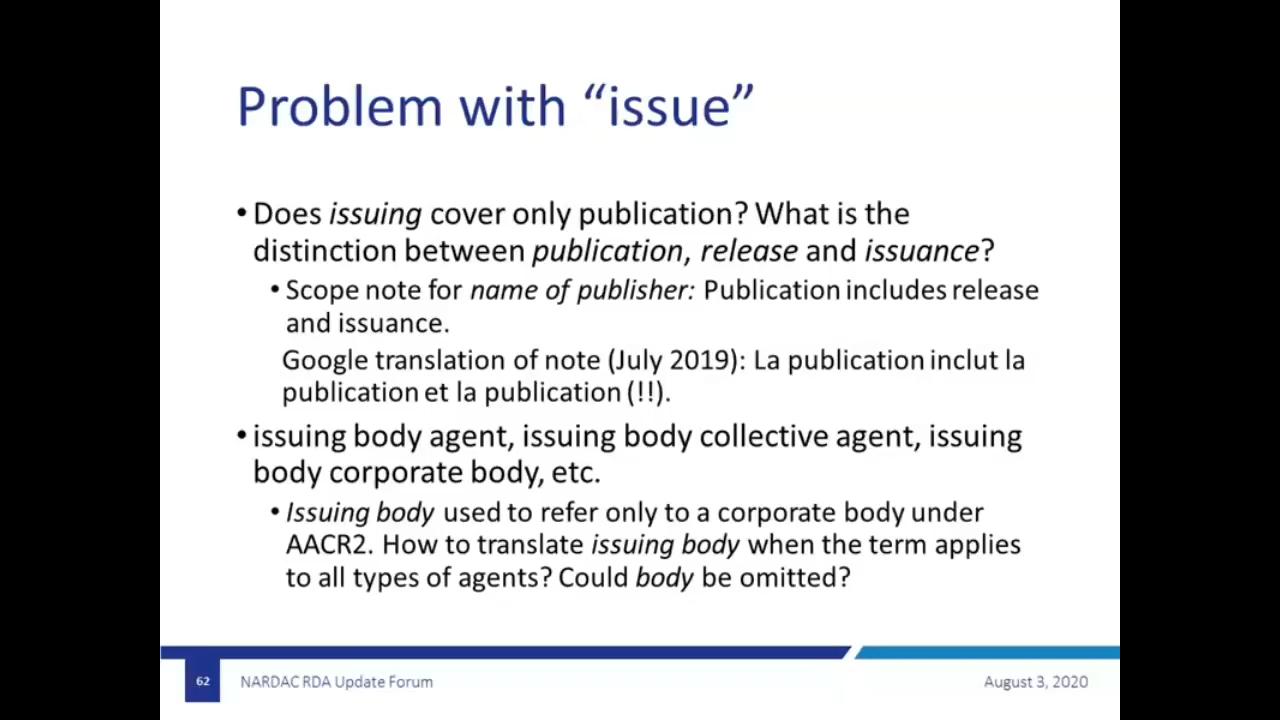 Problem with “issue”
• Does issuing cover only publication? What is the
distinction between publication, release and issuance?
• Scope note for name of publisher: Publication includes release
and issuance.
Google translation of note (July 2019): La publication inclut la
publication et la publication (!!).
• issuing body agent, issuing body collective agent, issuing
body corporate body, etc.
• Issuing body used to refer only to a corporate body under
AACR2. How to translate issuing body when the term applies
to all types of agents? Could body be omitted?
62 NARDAC RDA Update Forum August 3, 2020